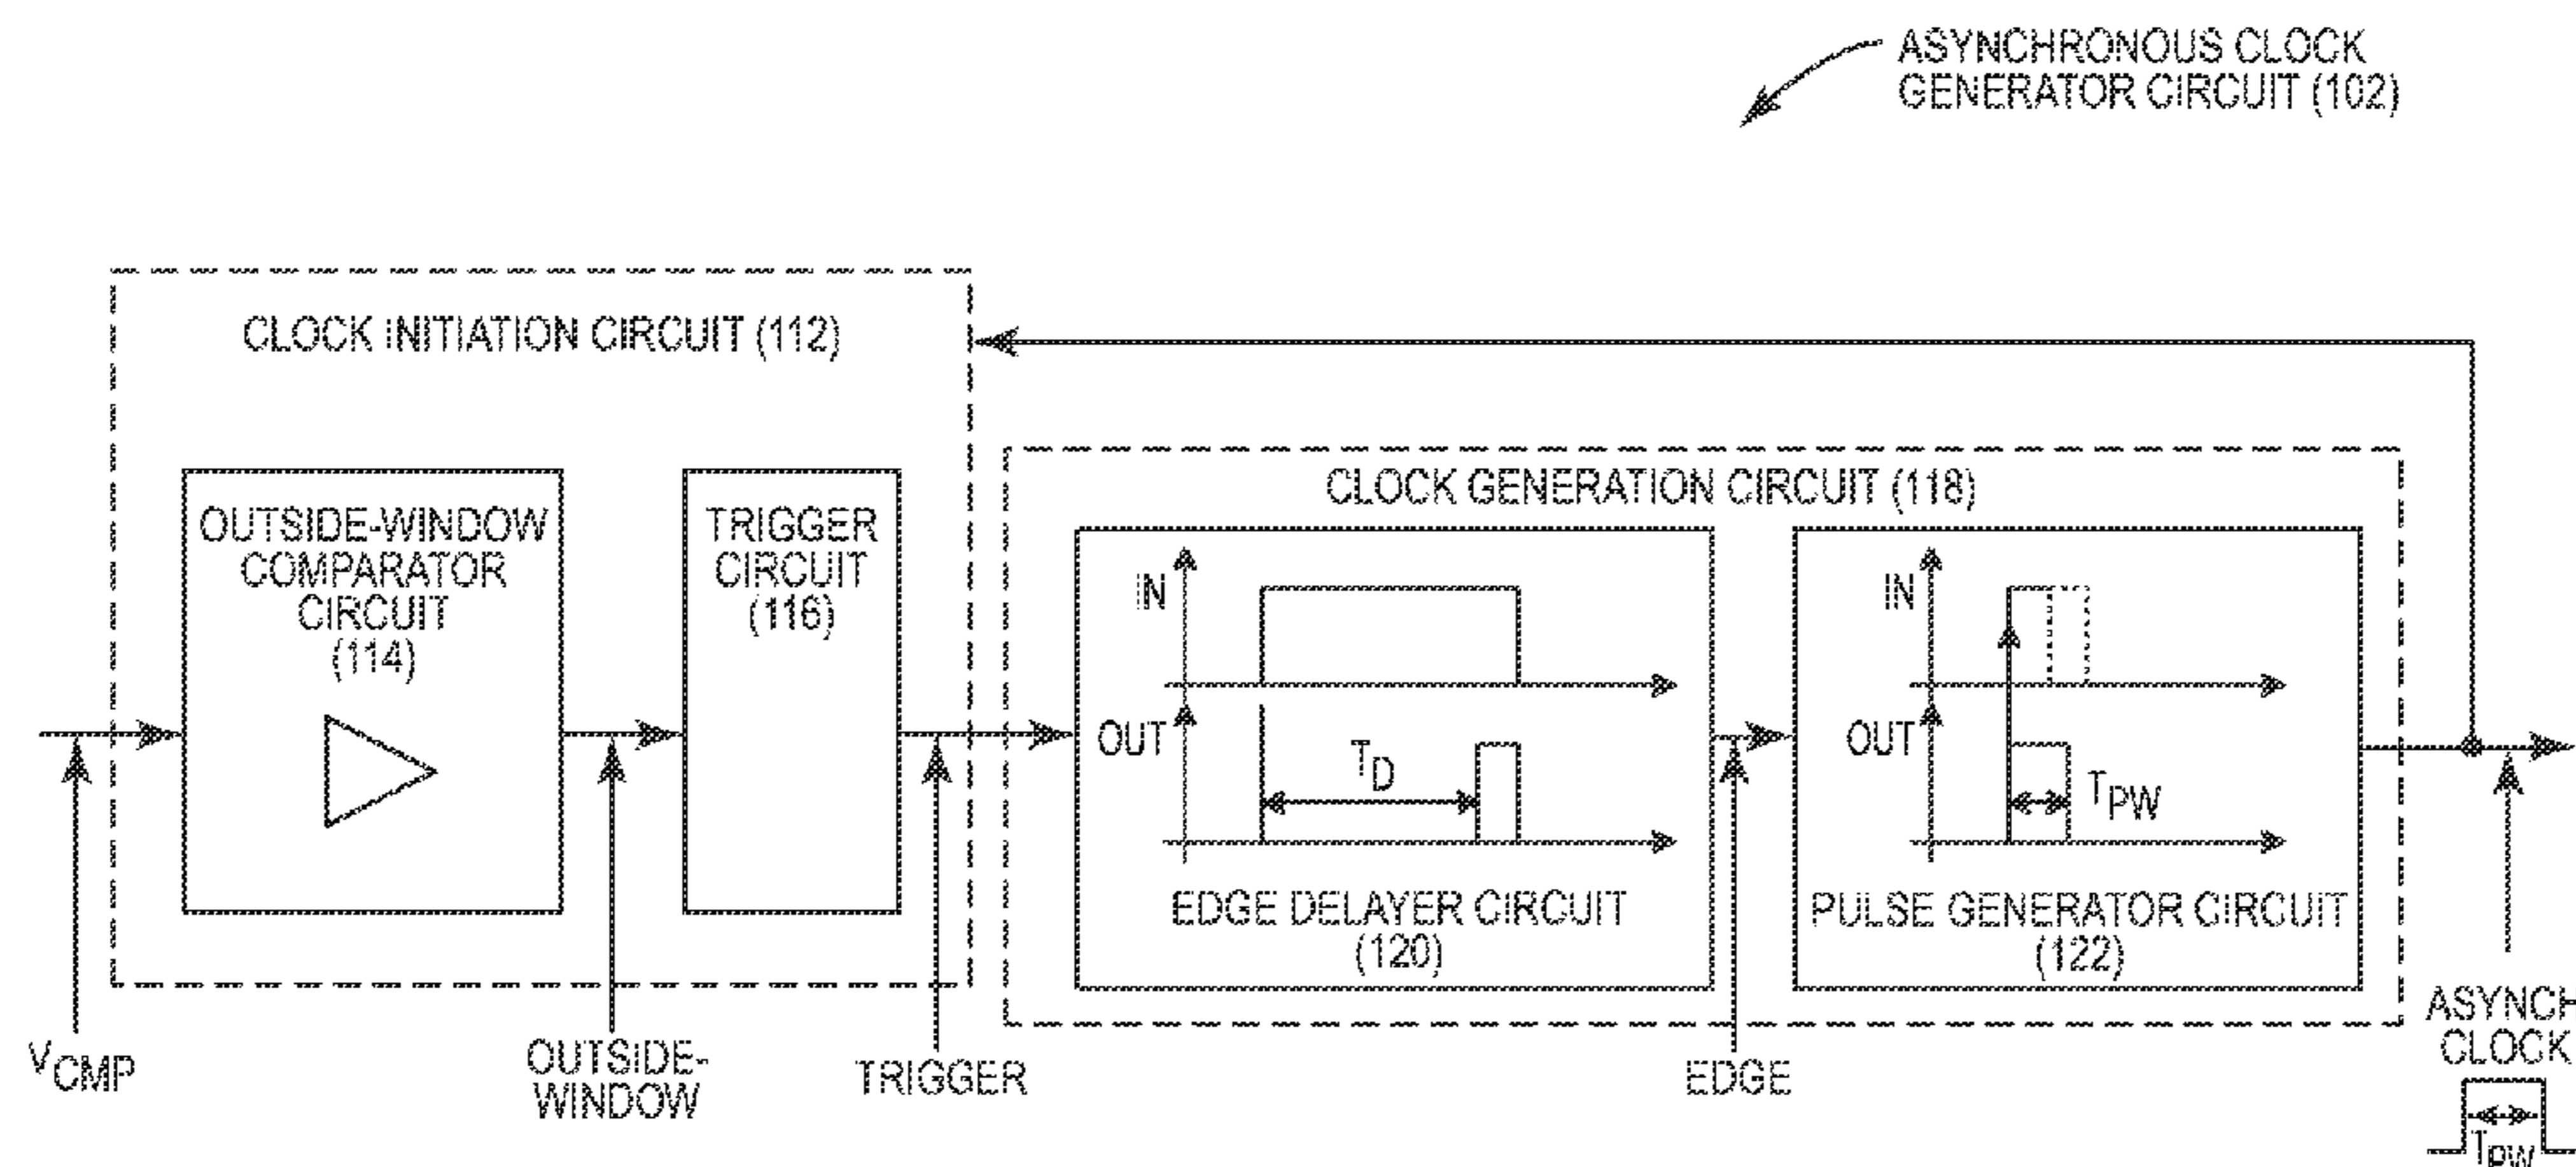 ASYNCHRONOUS CLOCK
GENERATOR CIRCUIT (102)
CLOCK INITIATION CIRCUIT (112)
CLOCK GENERATION CIRCUIT (118)
OUTSIDE-WINDOW
COMPARATOR
CIRCUIT
(114)
TRIGGER
CIRCUIT
(116)
IN
OUT
TD
EDGE DELAYER CIRCUIT
(120)
IN
OUT
TPW
PULSE GENERATOR CIRCUIT
(122)
VCMP
OUTSIDE-
WINDOW
TRIGGER
EDGE
ASYNCH
CLOCK
TPW